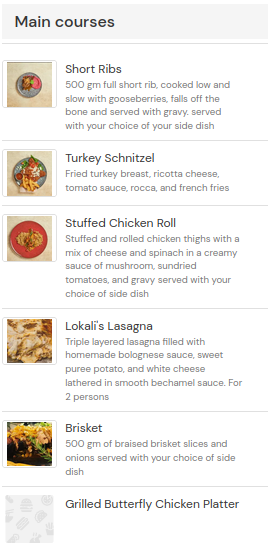 Main courses
Short Ribs
500 gm full short rib, cooked low and
slow with gooseberries, falls off the
bone and served with gravy. served
with your choice of your side dish
Turkey Schnitzel
Fried turkey breast, ricotta cheese,
tomato sauce, rocca, and french fries
Stuffed Chicken Roll
Stuffed and rolled chicken thighs with a
mix of cheese and spinach in a creamy
sauce of mushroom, sundried
tomatoes, and gravy served with your
choice of side dish
Lokali's Lasagna
Triple layered lasagna filled with
homemade bolognese sauce, sweet
puree potato, and white cheese
lathered in smooth bechamel sauce. For
2 persons
Brisket
500 gm of braised brisket slices and
onions served with your choice of side
dish
Grilled Butterfly Chicken Platter